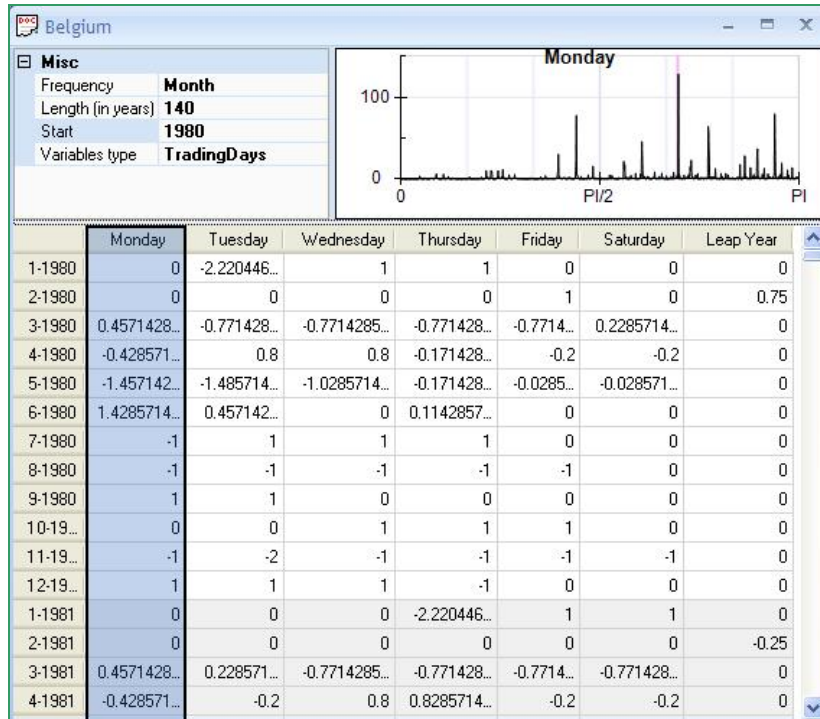 Belgium
Misc
Frequency Month
Length (in years) 140
Start 1980
Variables type TradingDays
Monday
100
0
0 PI/2 PI
Monday Tuesday Wednesday Thursday Friday Saturday Leap Year
1-1980 0 -2.220446... 1 1 0 0 0
2-1980 0 0 0 0 1 0 0.75
3-1980 0.4571428... -0.771428... -0.7714285... -0.771428... -0.7714... 0.2285714... 0
4-1980 -0.428571... 0.8 0.8 -0.171428... -0.2 -0.2 0
5-1980 -1.457142... -1.485714... -1.0285714... -0.171428... -0.0285... -0.028571... 0
6-1980 1.4285714... 0.457142... 0 0.1142857... 0 0 0
7-1980 -1 1 1 1 0 0 0
8-1980 -1 -1 -1 -1 -1 0 0
9-1980 1 1 0 0 0 0 0
10-19... 0 0 1 1 1 0 0
11-19... -1 -2 -1 -1 -1 -1 0
12-19... 1 1 1 -1 0 0 0
1-1981 0 0 0 -2.220446... 1 1 0
2-1981 0 0 0 0 0 0 -0.25
3-1981 0.4571428... 0.228571... -0.7714285... -0.771428... -0.7714... -0.771428... 0
4-1981 -0.428571... -0.2 0.8 0.8285714... -0.2 -0.2 0